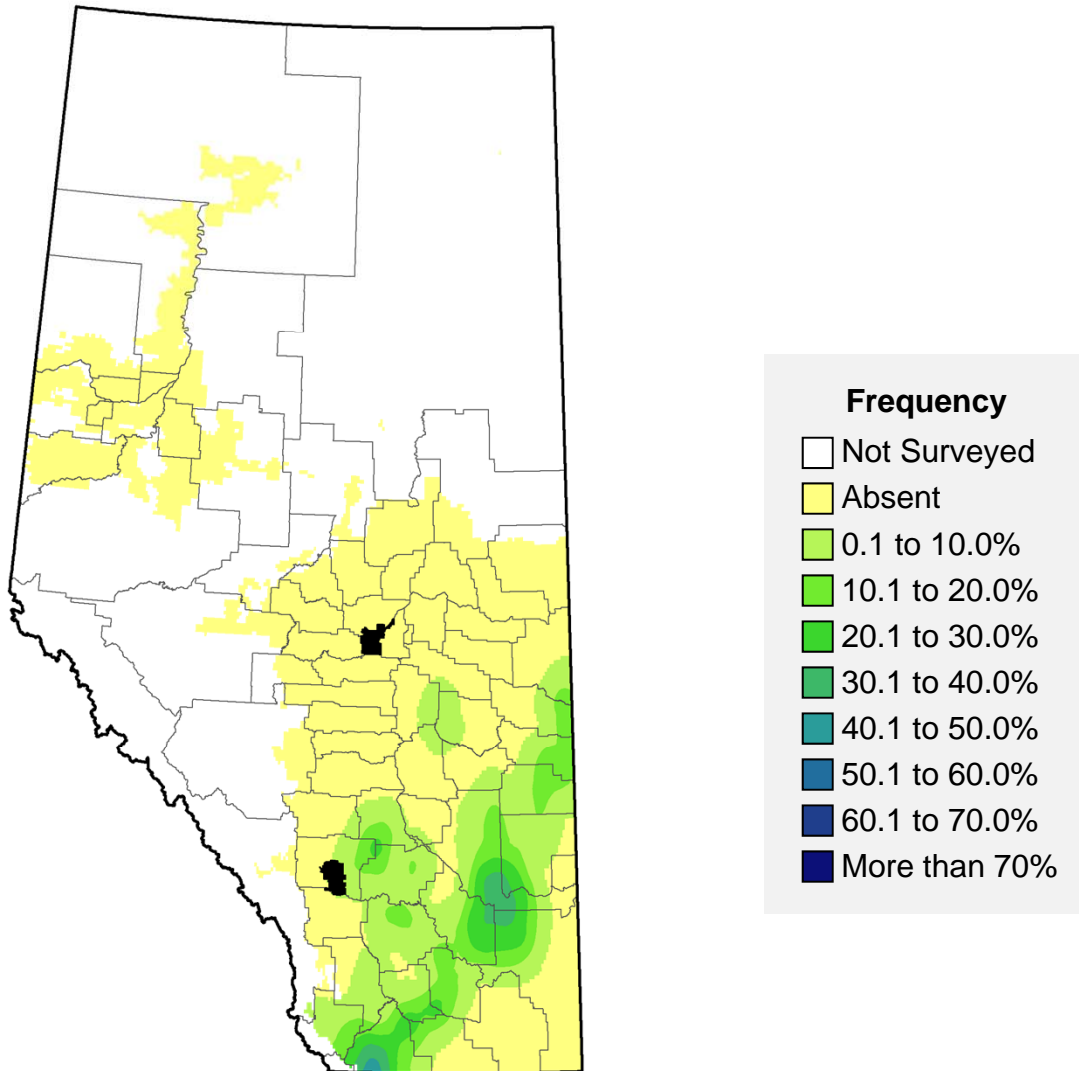 Frequency
Not Surveyed
Absent
0.1 to 10.0%
10.1 to 20.0%
20.1 to 30.0%
30.1 to 40.0%
40.1 to 50.0%
50.1 to 60.0%
60.1 to 70.0%
More than 70%